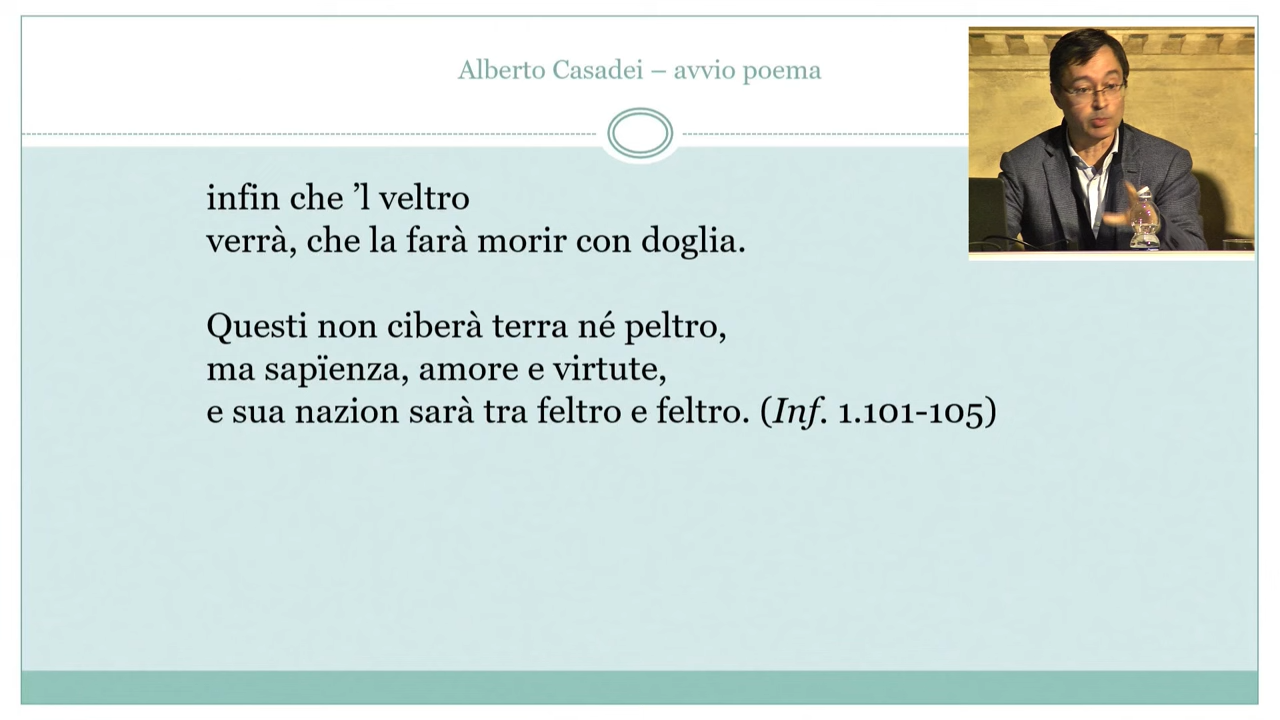 Alberto Casadei – avvio poema
infin che ’l veltro
verrà, che la farà morir con doglia.
Questi non ciberà terra né peltro,
ma sapïenza, amore e virtute,
e sua nazion sarà tra feltro e feltro. (Inf. 1.101-105)